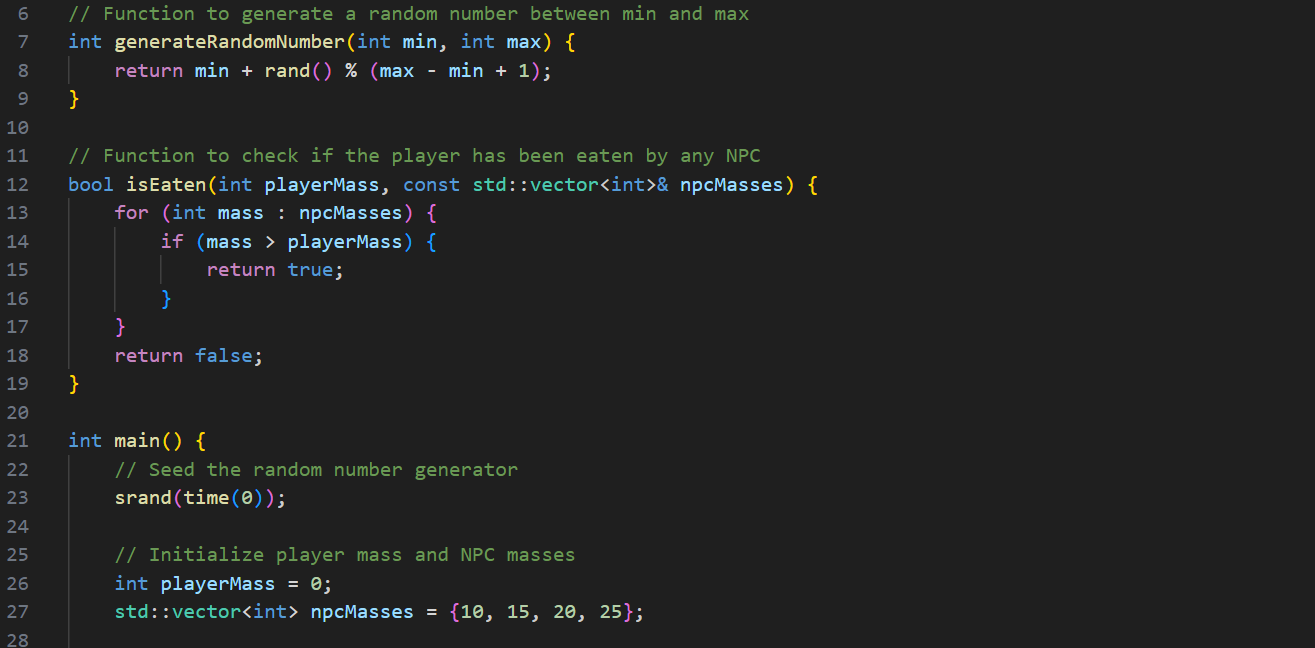 6 // Function to generate a random number between min and max
7 int generateRandomNumber(int min, int max) {
8     return min + rand() % (max - min + 1);
9 }
10
11 // Function to check if the player has been eaten by any NPC
12 bool isEaten(int playerMass, const std::vector<int>& npcMasses) {
13     for (int mass : npcMasses) {
14         if (mass > playerMass) {
15             return true;
16         }
17     }
18     return false;
19 }
20
21 int main() {
22     // Seed the random number generator
23     srand(time(0));
24
25     // Initialize player mass and NPC masses
26     int playerMass = 0;
27     std::vector<int> npcMasses = {10, 15, 20, 25};
28